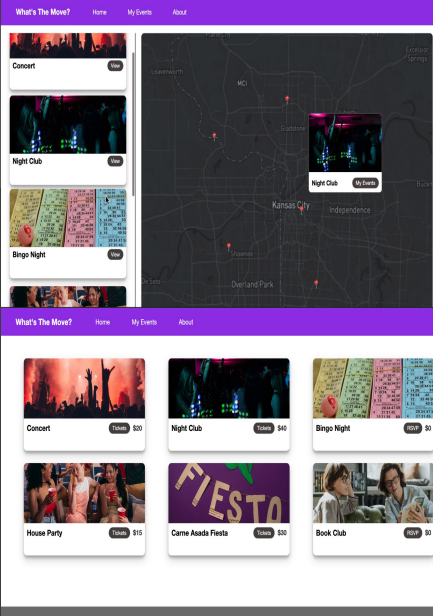 What's The Move? Home My Events About
Concert View
Night Club View
Bingo Night View
Excelsior Springs
Leavenworth
MCI
Gladstone
Night Club My Events
Kansas City
Independence
Shawnee
De Soto
Overland Park
What's The Move? Home My Events About
Concert Tickets $20
Night Club Tickets $40
Bingo Night RSVP $0
FIESTA
House Party Tickets $15
Carne Asada Fiesta Tickets $30
Book Club RSVP $0